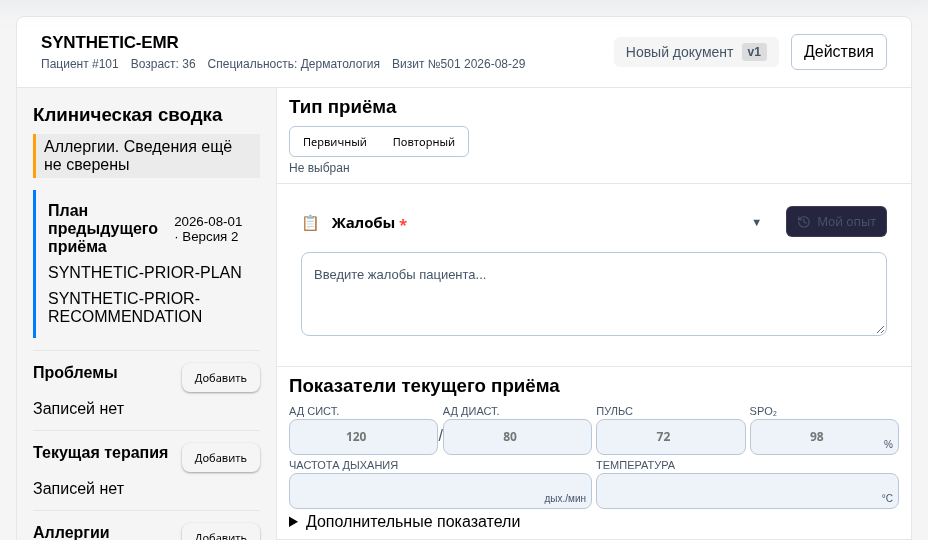 SYNTHETIC-EMR
Пациент #101 Возраст: 36 Специальность: Дерматология Визит №501 2026-08-29
Новый документ v1
Действия
Клиническая сводка
Аллергии. Сведения ещё
не сверены
План
предыдущего
приёма
2026-08-01
· Версия 2
SYNTHETIC-PRIOR-PLAN
SYNTHETIC-PRIOR-
RECOMMENDATION
Проблемы
Добавить
Записей нет
Текущая терапия
Добавить
Записей нет
Аллергии
Добавить
Тип приёма
Первичный Повторный
Не выбран
Жалобы *
Мой опыт
Введите жалобы пациента...
Показатели текущего приёма
АД СИСТ. АД ДИАСТ. ПУЛЬС SPO₂
120 / 80 72 98 %
ЧАСТОТА ДЫХАНИЯ ТЕМПЕРАТУРА
дых./мин °C
Дополнительные показатели